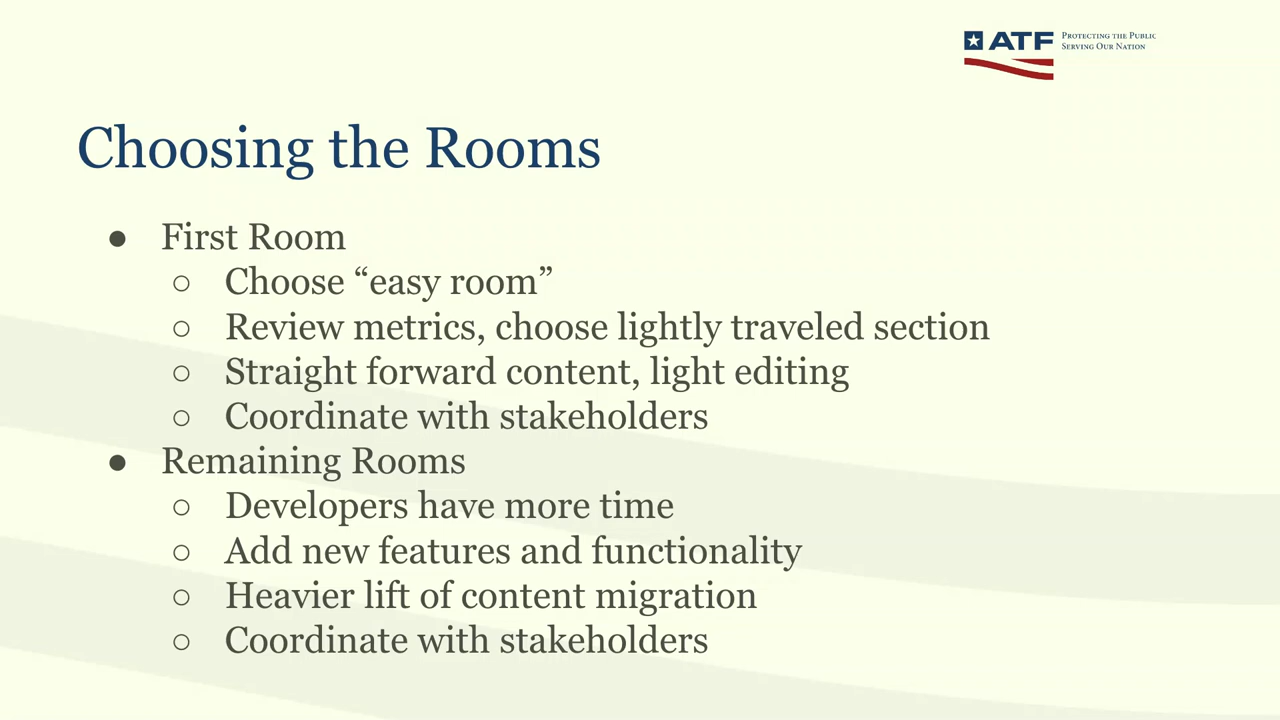 ATF
PROTECTING THE PUBLIC
SERVING OUR NATION
Choosing the Rooms
● First Room
○ Choose “easy room”
○ Review metrics, choose lightly traveled section
○ Straight forward content, light editing
○ Coordinate with stakeholders
● Remaining Rooms
○ Developers have more time
○ Add new features and functionality
○ Heavier lift of content migration
○ Coordinate with stakeholders